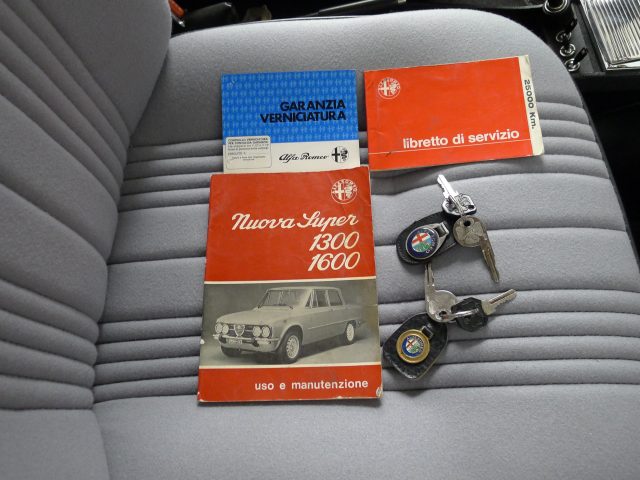 GARANZIA
VERNICIATURA
Alfa Romeo
libretto di servizio
25000 Km.
Nuova Super
1300
1600
uso e manutenzione